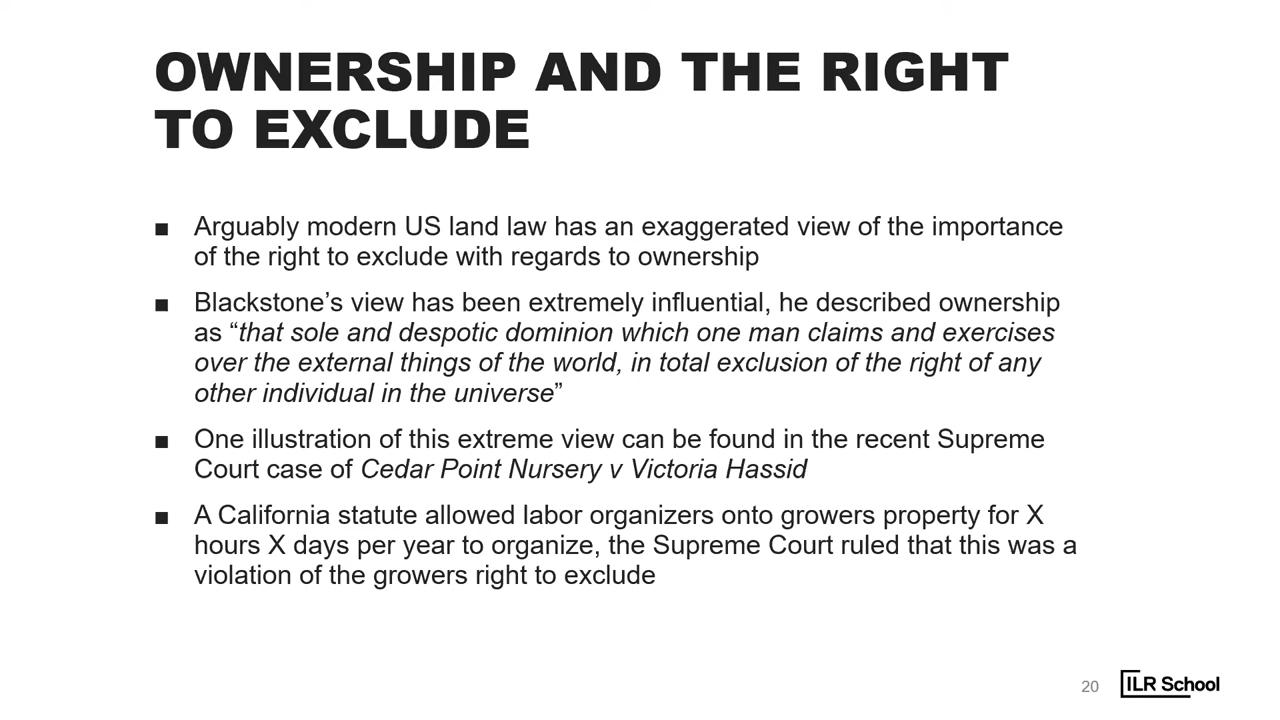 OWNERSHIP AND THE RIGHT
TO EXCLUDE
■ Arguably modern US land law has an exaggerated view of the importance
of the right to exclude with regards to ownership
■ Blackstone’s view has been extremely influential, he described ownership
as “that sole and despotic dominion which one man claims and exercises
over the external things of the world, in total exclusion of the right of any
other individual in the universe”
■ One illustration of this extreme view can be found in the recent Supreme
Court case of Cedar Point Nursery v Victoria Hassid
■ A California statute allowed labor organizers onto growers property for X
hours X days per year to organize, the Supreme Court ruled that this was a
violation of the growers right to exclude
20
ILR School